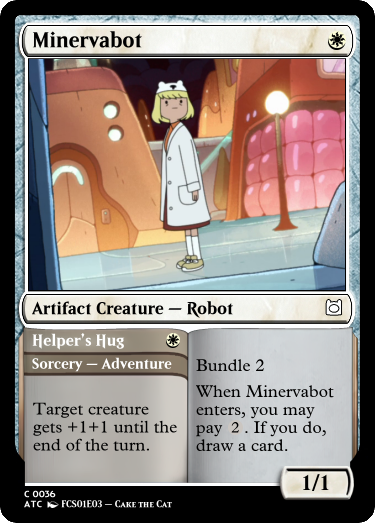 Minervabot
Artifact Creature — Robot
Helper's Hug
Sorcery — Adventure
Target creature
gets +1+1 until the
end of the turn.
Bundle 2
When Minervabot
enters, you may
pay 2 . If you do,
draw a card.
1/1
C 0036
ATC FCS01E03 – Cake the Cat